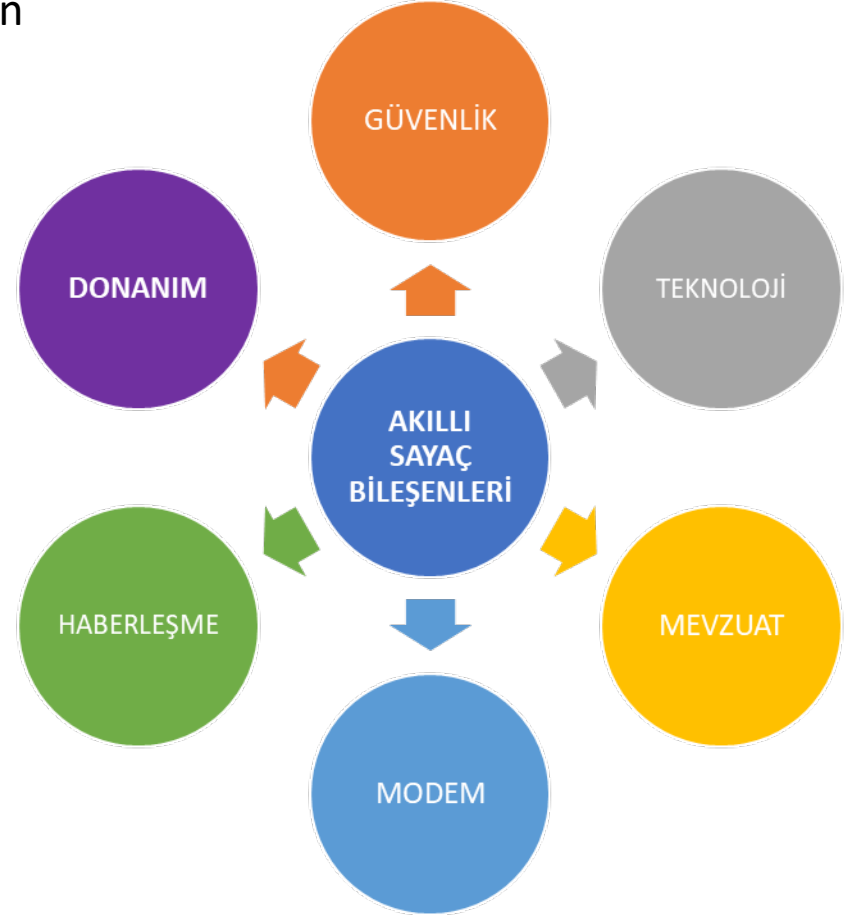 n
GÜVENLİK
TEKNOLOJİ
DONANIM
AKILLI
SAYAÇ
BİLEŞENLERİ
HABERLEŞME
MEVZUAT
MODEM